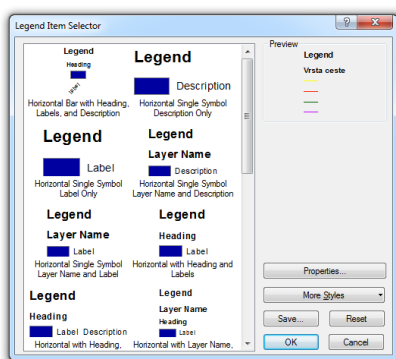 Legend Item Selector
Legend
Heading
Label
Horizontal Bar with Heading,
Labels, and Description
Legend
Description
Horizontal Single Symbol
Description Only
Legend
Label
Horizontal Single Symbol
Label Only
Legend
Layer Name
Description
Horizontal Single Symbol
Layer Name and Description
Legend
Layer Name
Label
Horizontal Single Symbol
Layer Name and Label
Legend
Heading
Label
Horizontal with Heading and
Labels
Legend
Heading
Label Description
Horizontal with Heading,
Legend
Layer Name
Heading
Label
Horizontal with Layer Name,
Preview
Legend
Vrsta ceste
Properties...
More Styles
Save...
Reset
OK
Cancel